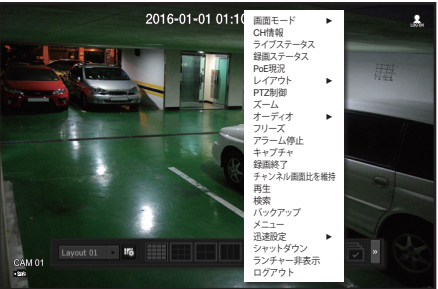 2016-01-01 01:10
LOG ON
画面モード
CH情報
ライブステータス
録画ステータス
PoE現況
レイアウト
PTZ制御
ズーム
オーディオ
フリーズ
アラーム停止
キャプチャ
録画終了
チャンネル画面比を維持
再生
検索
バックアップ
メニュー
迅速設定
シャットダウン
ランチャー非表示
ログアウト
Layout 01
CAM 01